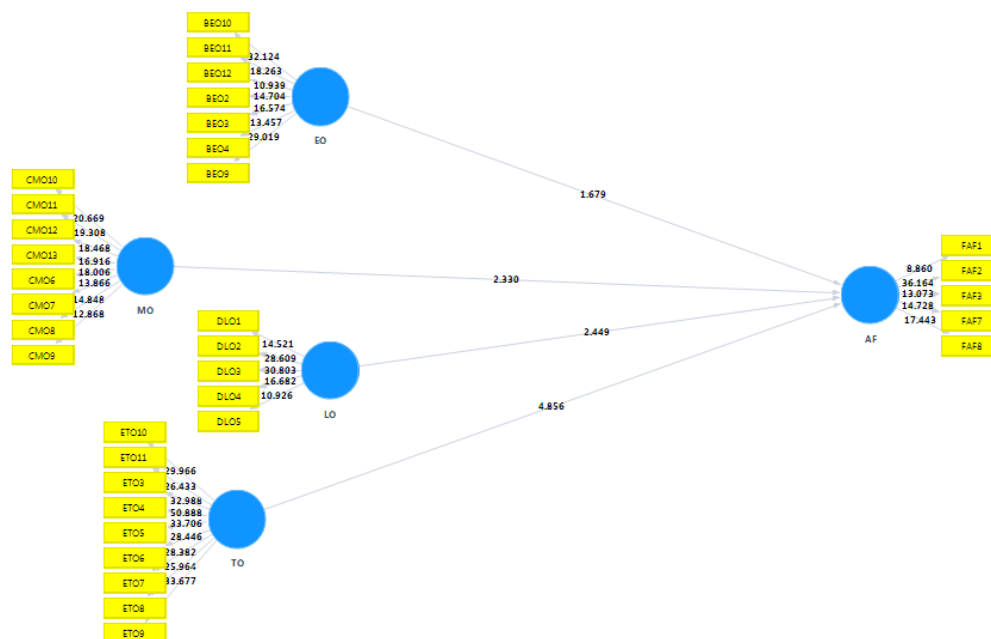 BEO10
BEO11
BEO12
BEO2
BEO3
BEO4
BEO9
32.124
18.263
10.939
14.704
16.574
13.457
29.019
EO
1.679
CMO10
CMO11
CMO12
CMO13
CMO6
CMO7
CMO8
CMO9
20.669
19.308
18.468
16.916
18.006
13.866
14.848
12.868
MO
2.330
DLO1
DLO2
DLO3
DLO4
DLO5
14.521
28.609
30.803
16.682
10.926
LO
2.449
ETO10
ETO11
ETO3
ETO4
ETO5
ETO6
ETO7
ETO8
ETO9
29.966
26.433
32.988
50.888
33.706
28.446
28.382
25.964
33.677
TO
4.856
AF
8.860
36.164
13.073
14.728
17.443
FAF1
FAF2
FAF3
FAF7
FAF8